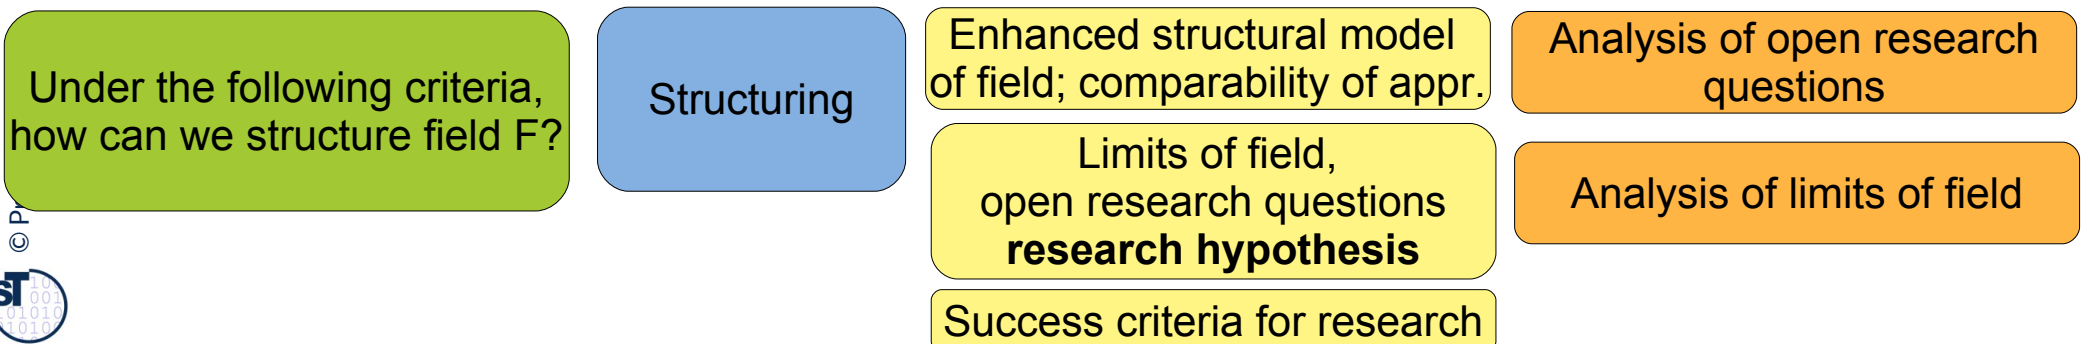 Under the following criteria,
how can we structure field F?
Structuring
Enhanced structural model
of field; comparability of appr.
Limits of field,
open research questions
research hypothesis
Success criteria for research
Analysis of open research
questions
Analysis of limits of field
©
sT